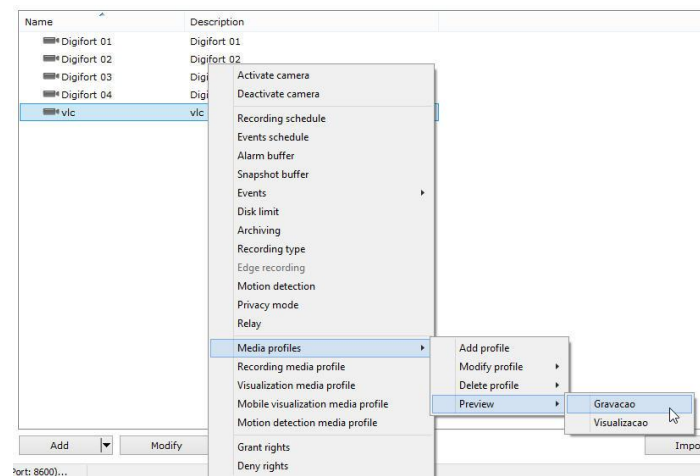 Name Description
Digifort 01 Digifort 01
Digifort 02 Digifort 02
Digifort 03 Digi
Digifort 04 Digi
vlc vlc
Activate camera
Deactivate camera
Recording schedule
Events schedule
Alarm buffer
Snapshot buffer
Events
Disk limit
Archiving
Recording type
Edge recording
Motion detection
Privacy mode
Relay
Media profiles
Recording media profile
Visualization media profile
Mobile visualization media profile
Motion detection media profile
Grant rights
Deny rights
Add profile
Modify profile
Delete profile
Preview
Gravacao
Visualizacao
Add Modify Impo
Port: 8600)...